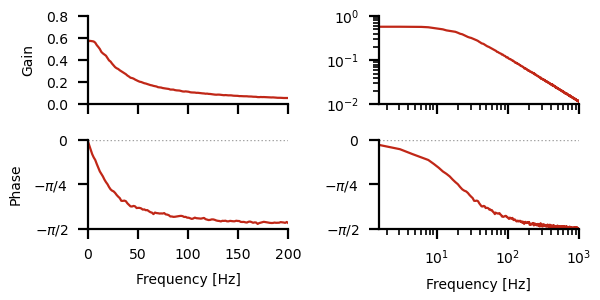 0.8
0.6
0.4
0.2
0.0
Gain
10⁰
10⁻¹
10⁻²
0
−π/4
−π/2
Phase
0 50 100 150 200
Frequency [Hz]
0
−π/4
−π/2
10¹ 10² 10³
Frequency [Hz]